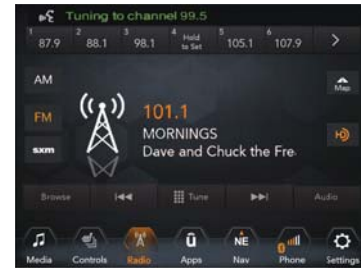 Tuning to channel 99.5
1 87.9
2 88.1
3 98.1
4 Hold to Set
5 105.1
6 107.9
AM
Map
FM
101.1
HD
MORNINGS
sxm
Dave and Chuck the Fre
Browse
Tune
Audio
û
NE
0
Media
Controls
Radio
Apps
Nav
Phone
Settings